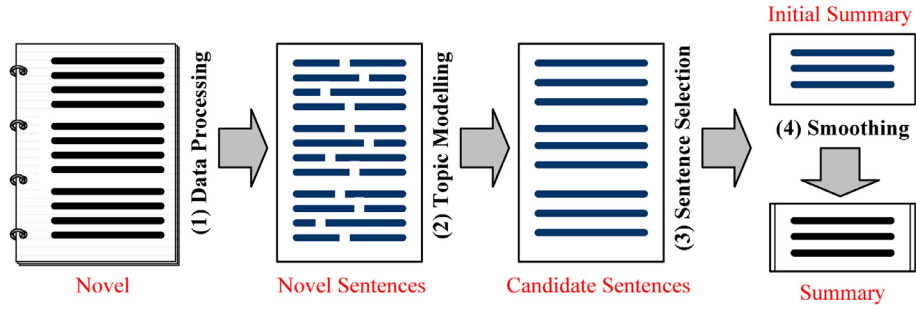 Novel
(1) Data Processing
Novel Sentences
(2) Topic Modelling
Candidate Sentences
(3) Sentence Selection
Initial Summary
(4) Smoothing
Summary